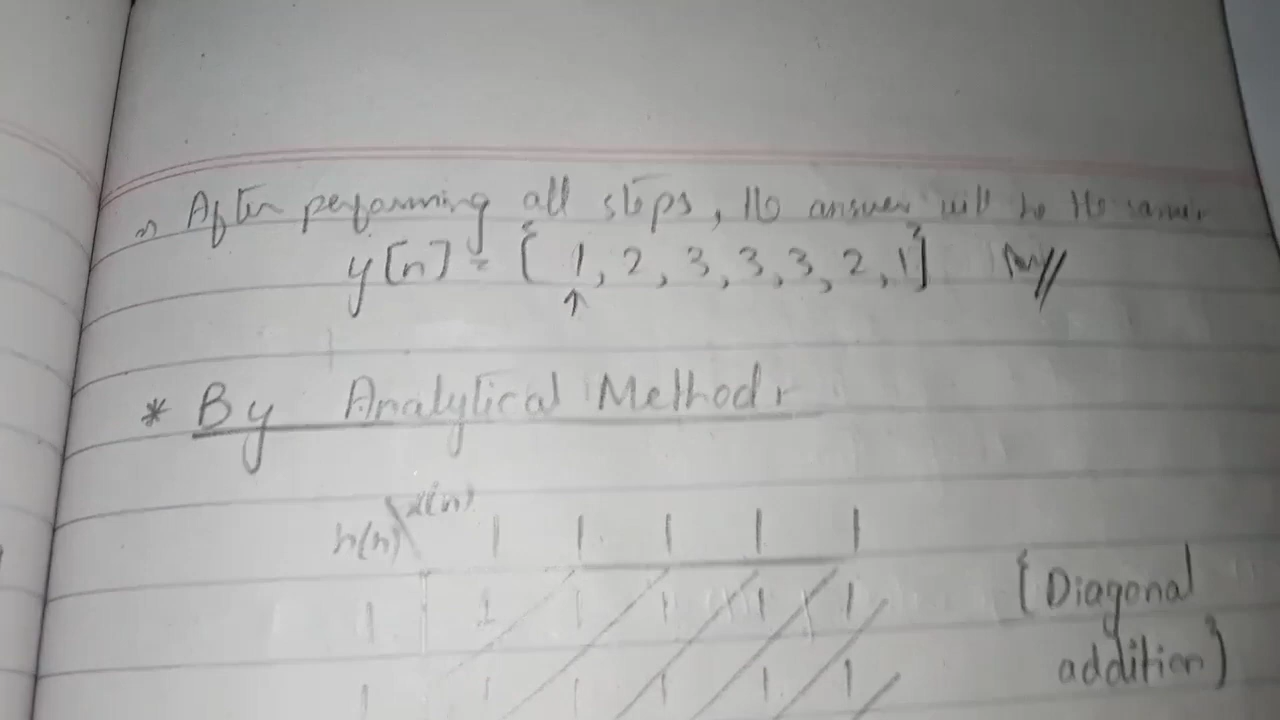 ⇒ After performing all steps, the answer will be the same.
y[n] = { 1, 2, 3, 3, 3, 2, 1 }
↑
* By Analytical Method:
h(n) \ x(n) 1 1 1 1 1
1 1 1 1 1 1
1 1 1 1 1 1
{Diagonal
addition}